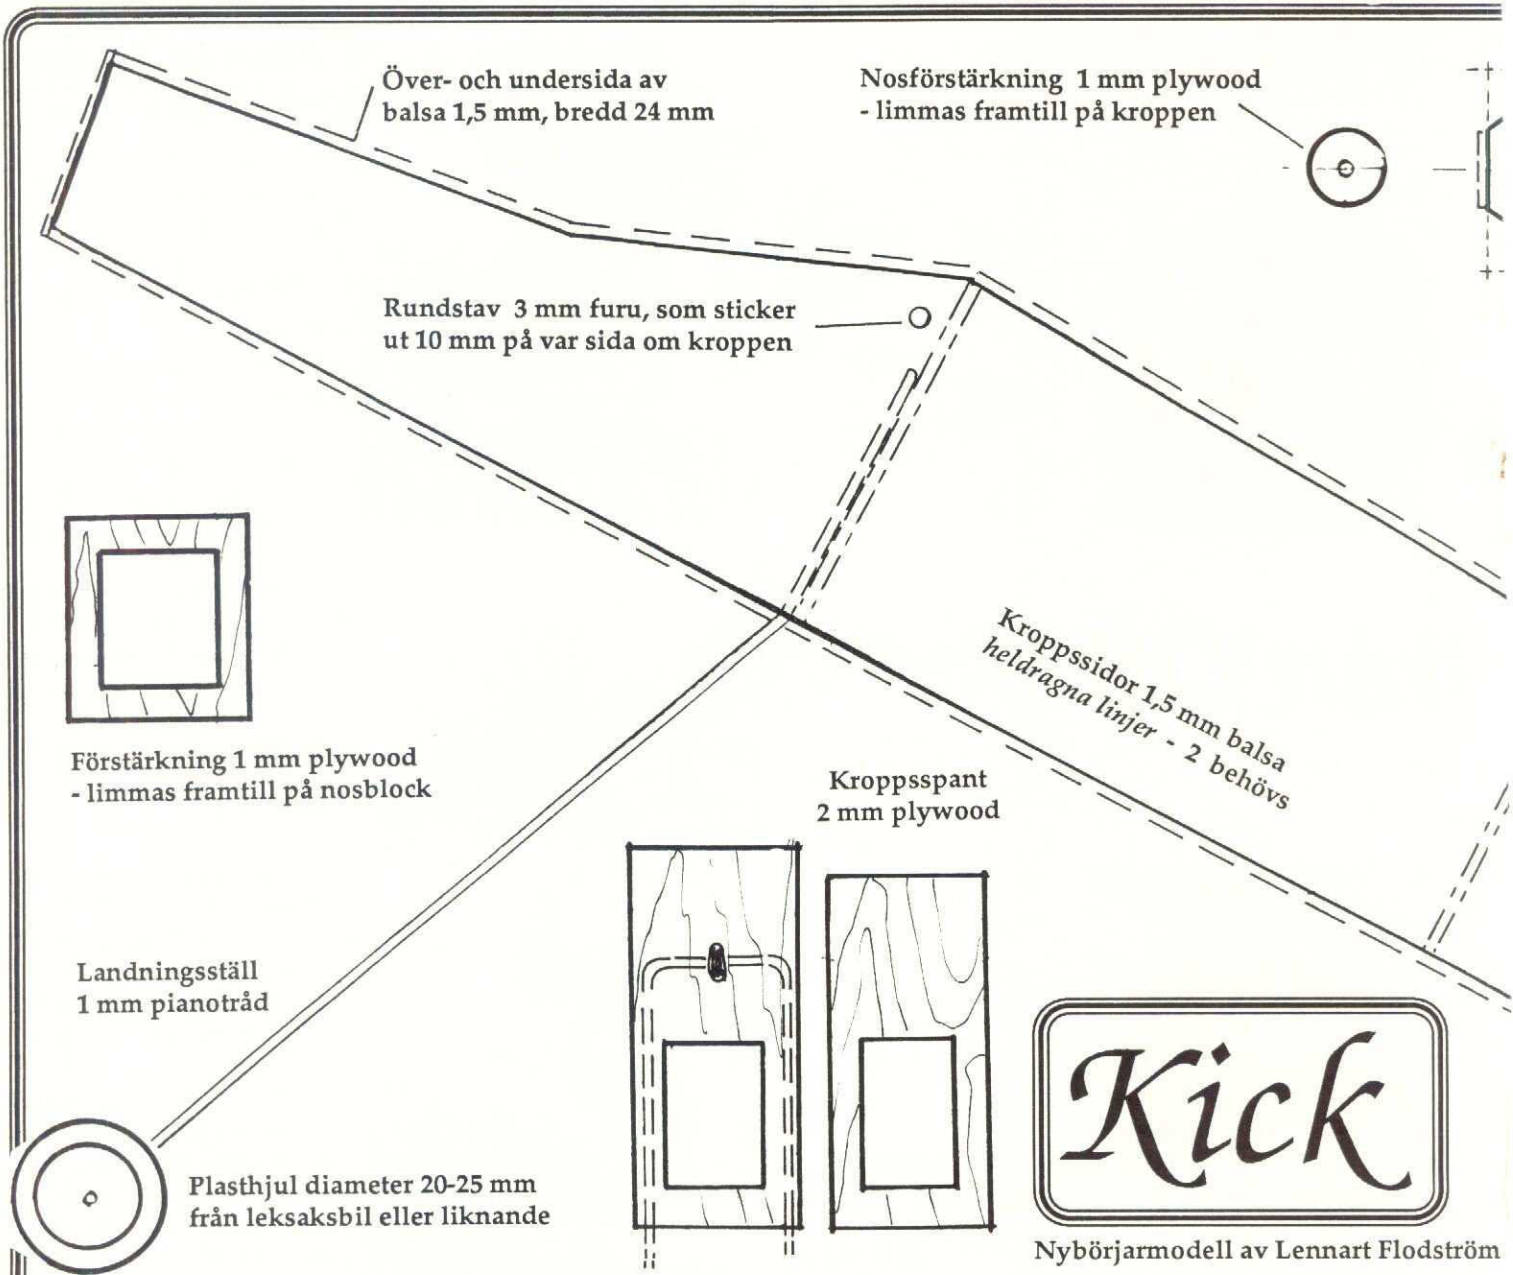 Över- och undersida av
balsa 1,5 mm, bredd 24 mm
Nosförstärkning 1 mm plywood
- limmas framtill på kroppen
Rundstav 3 mm furu, som sticker
ut 10 mm på var sida om kroppen
Kroppssidor 1,5 mm balsa
heldragna linjer - 2 behövs
Förstärkning 1 mm plywood
- limmas framtill på nosblock
Kroppsspant
2 mm plywood
Landningsställ
1 mm pianotråd
Plasthjul diameter 20-25 mm
från leksaksbil eller liknande
Kick
Nybörjarmodell av Lennart Flodström